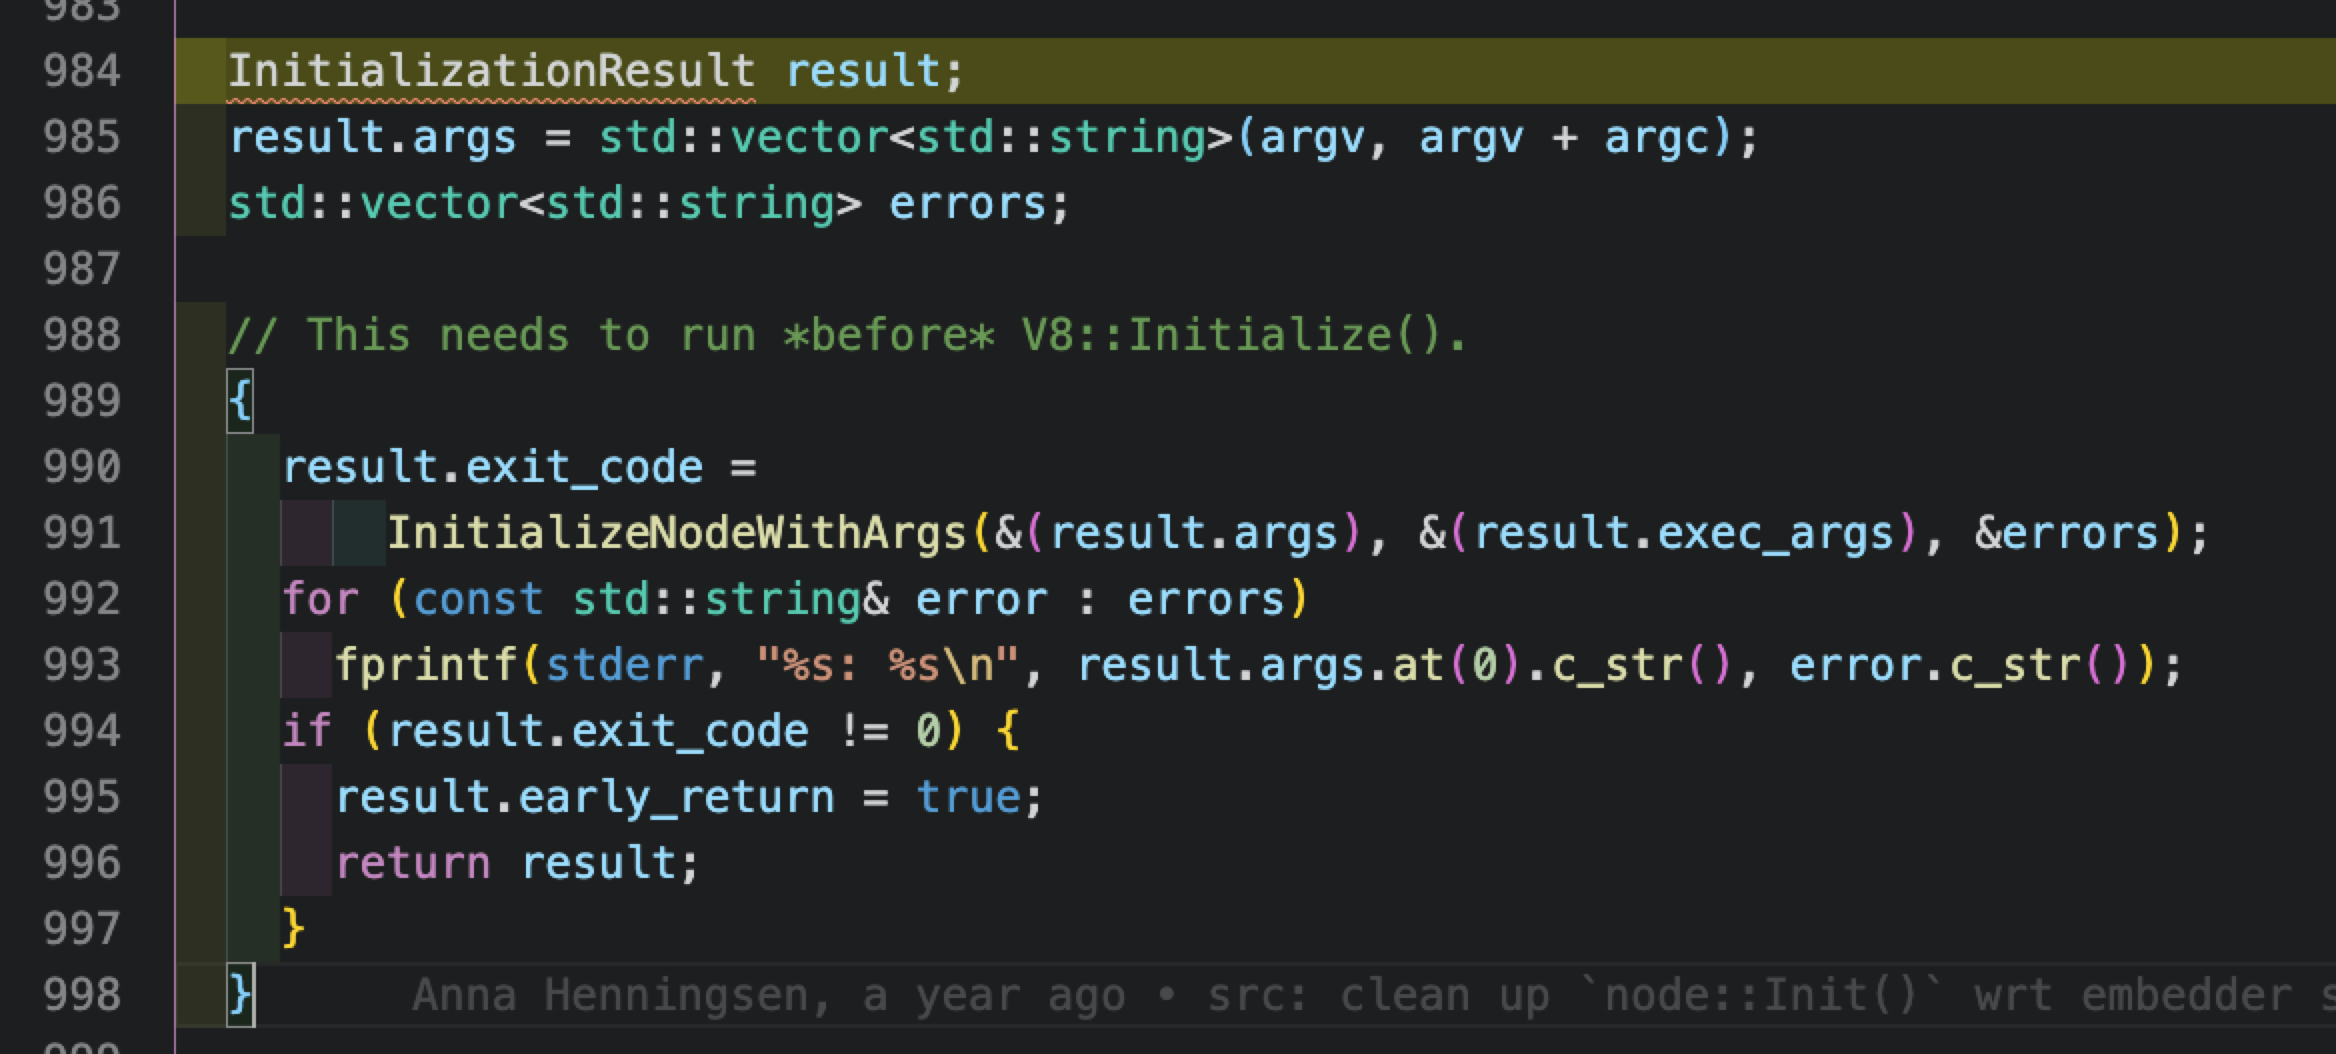 983
984 InitializationResult result;
985 result.args = std::vector<std::string>(argv, argv + argc);
986 std::vector<std::string> errors;
987
988 // This needs to run *before* V8::Initialize().
989 {
990 result.exit_code =
991 InitializeNodeWithArgs(&(result.args), &(result.exec_args), &errors);
992 for (const std::string& error : errors)
993 fprintf(stderr, "%s: %s\n", result.args.at(0).c_str(), error.c_str());
994 if (result.exit_code != 0) {
995 result.early_return = true;
996 return result;
997 }
998 } Anna Henningsen, a year ago • src: clean up `node::Init()` wrt embedder